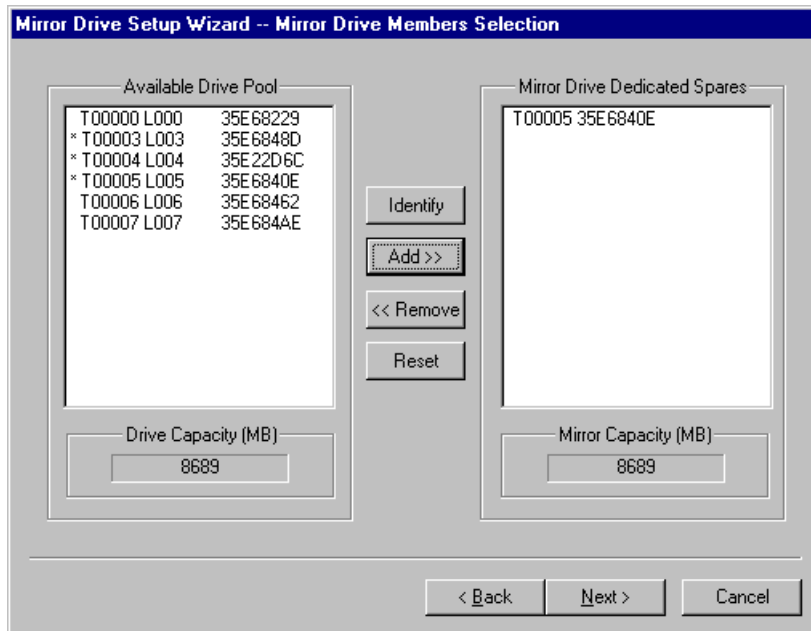 Mirror Drive Setup Wizard -- Mirror Drive Members Selection
Available Drive Pool
T00000 L000 35E68229
* T00003 L003 35E6848D
* T00004 L004 35E22D6C
* T00005 L005 35E6840E
T00006 L006 35E68462
T00007 L007 35E684AE
Drive Capacity (MB)
8689
Identify
Add >>
<< Remove
Reset
Mirror Drive Dedicated Spares
T00005 35E6840E
Mirror Capacity (MB)
8689
< Back
Next >
Cancel